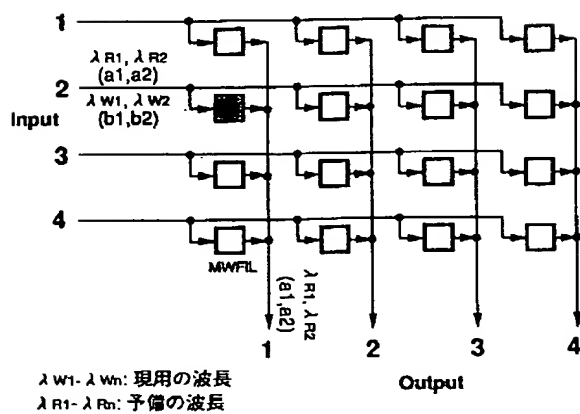 1
λR1, λR2
(a1,a2)
2
λW1, λW2
Input
(b1,b2)
3
4
MWFIL
λR1, λR2
(a1,a2)
1
2
3
4
Output
λW1-λWn: 現用の波長
λR1-λRn: 予備の波長